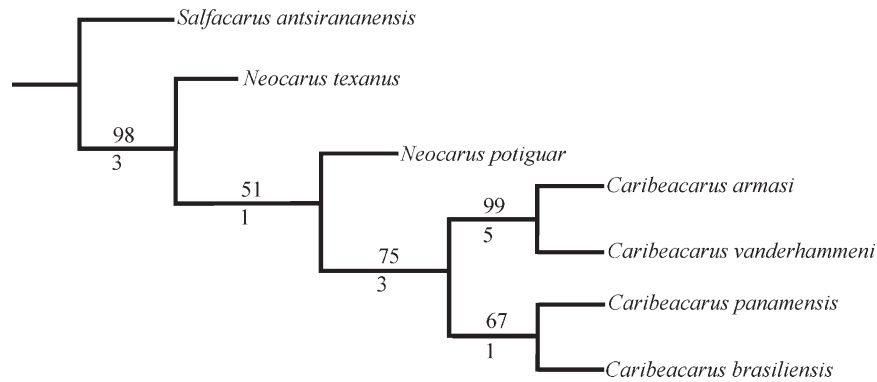 Salfacarus antsirananensis
Neocarus texanus
98
3
Neocarus potiguar
51
1
Caribeacarus armasi
99
5
Caribeacarus vanderhammeni
75
3
Caribeacarus panamensis
67
1
Caribeacarus brasiliensis